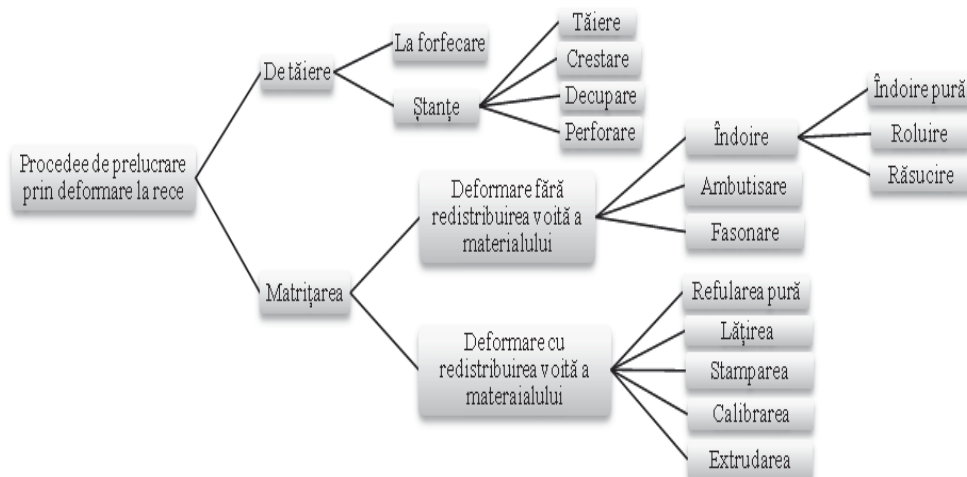 Procedee de prelucrare
prin deformare la rece
De tăiere
La forfecare
Ștanțe
Tăiere
Crestare
Decupare
Perforare
Matrițarea
Deformare fără
redistribuirea voită a
materialului
Îndoire
Îndoire pură
Roluire
Răsucire
Ambutisare
Fasonare
Deformare cu
redistribuirea voită a
materaialului
Refularea pură
Lățirea
Stamparea
Calibrarea
Extrudarea